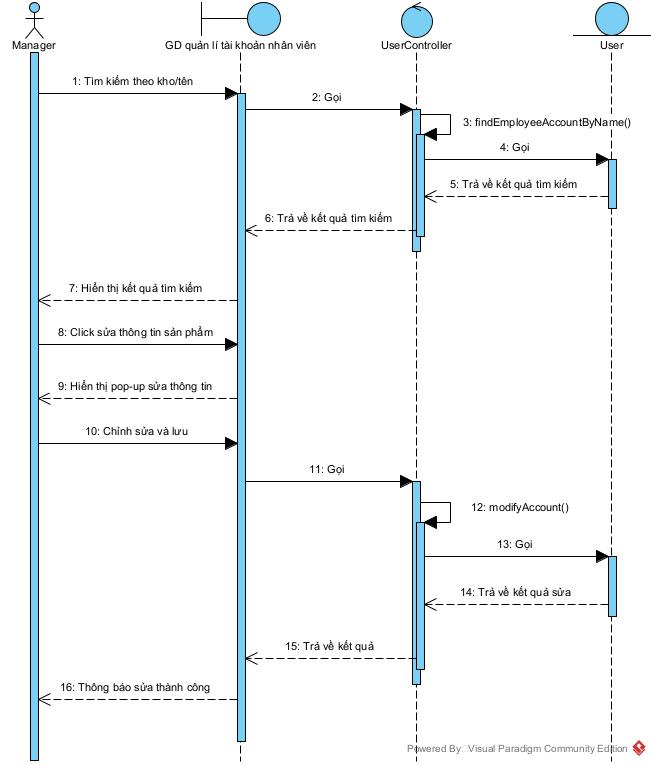 Manager
GD quản lí tài khoản nhân viên
UserController
User
1: Tìm kiếm theo kho/tên
2: Gọi
3: findEmployeeAccountByName()
4: Gọi
5: Trả về kết quả tìm kiếm
6: Trả về kết quả tìm kiếm
7: Hiển thị kết quả tìm kiếm
8: Click sửa thông tin sản phẩm
9: Hiển thị pop-up sửa thông tin
10: Chỉnh sửa và lưu
11: Gọi
12: modifyAccount()
13: Gọi
14: Trả về kết quả sửa
15: Trả về kết quả
16: Thông báo sửa thành công
Powered By Visual Paradigm Community Edition